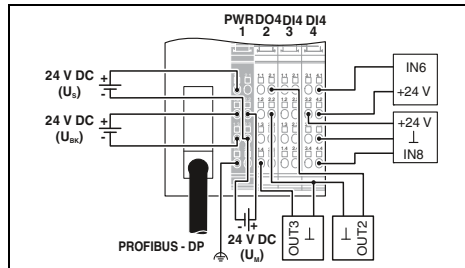 PWR DO4 DI4 DI4
1 2 3 4
24 V DC
(US)
+
-
24 V DC
(UBK)
+
-
IN6
+24 V
+24 V
⊥
IN8
- +
24 V DC
(UM)
PROFIBUS - DP
OUT3
⊥
⊥
OUT2